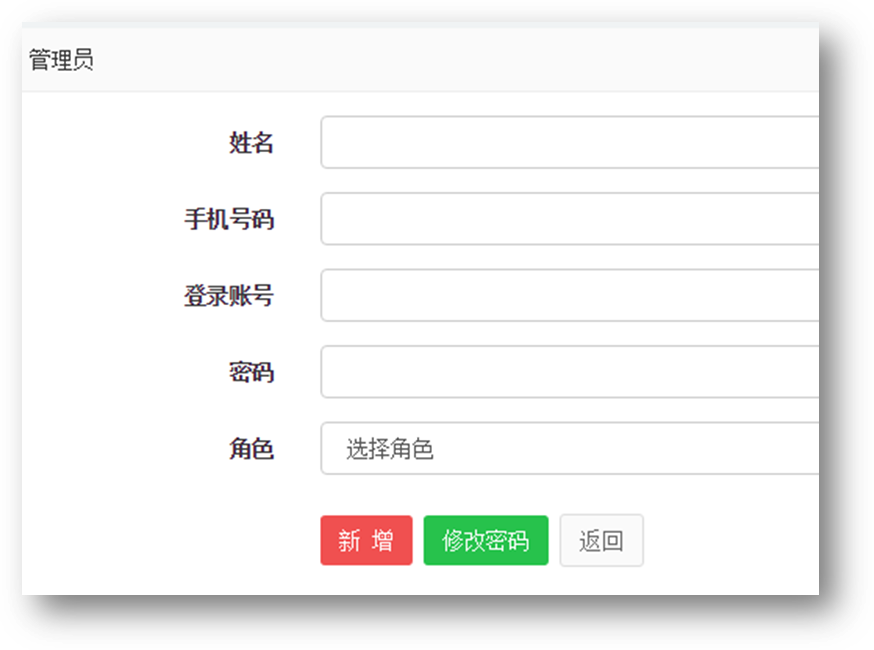 管理员
姓名
手机号码
登录账号
密码
角色 选择角色
新 增 修改密码 返回